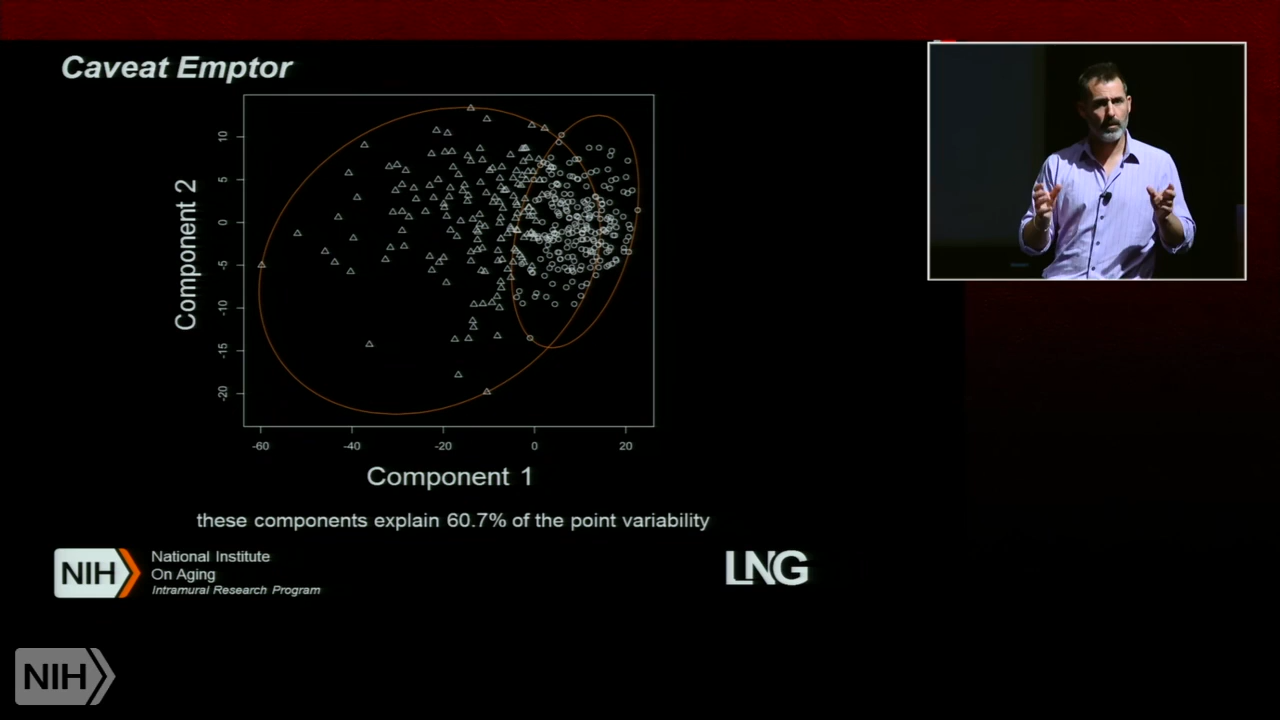 Caveat Emptor
Component 2
10
5
0
-5
-10
-15
-20
-60
-40
-20
0
20
Component 1
these components explain 60.7% of the point variability
NIH
National Institute
On Aging
Intramural Research Program
LNG
NIH